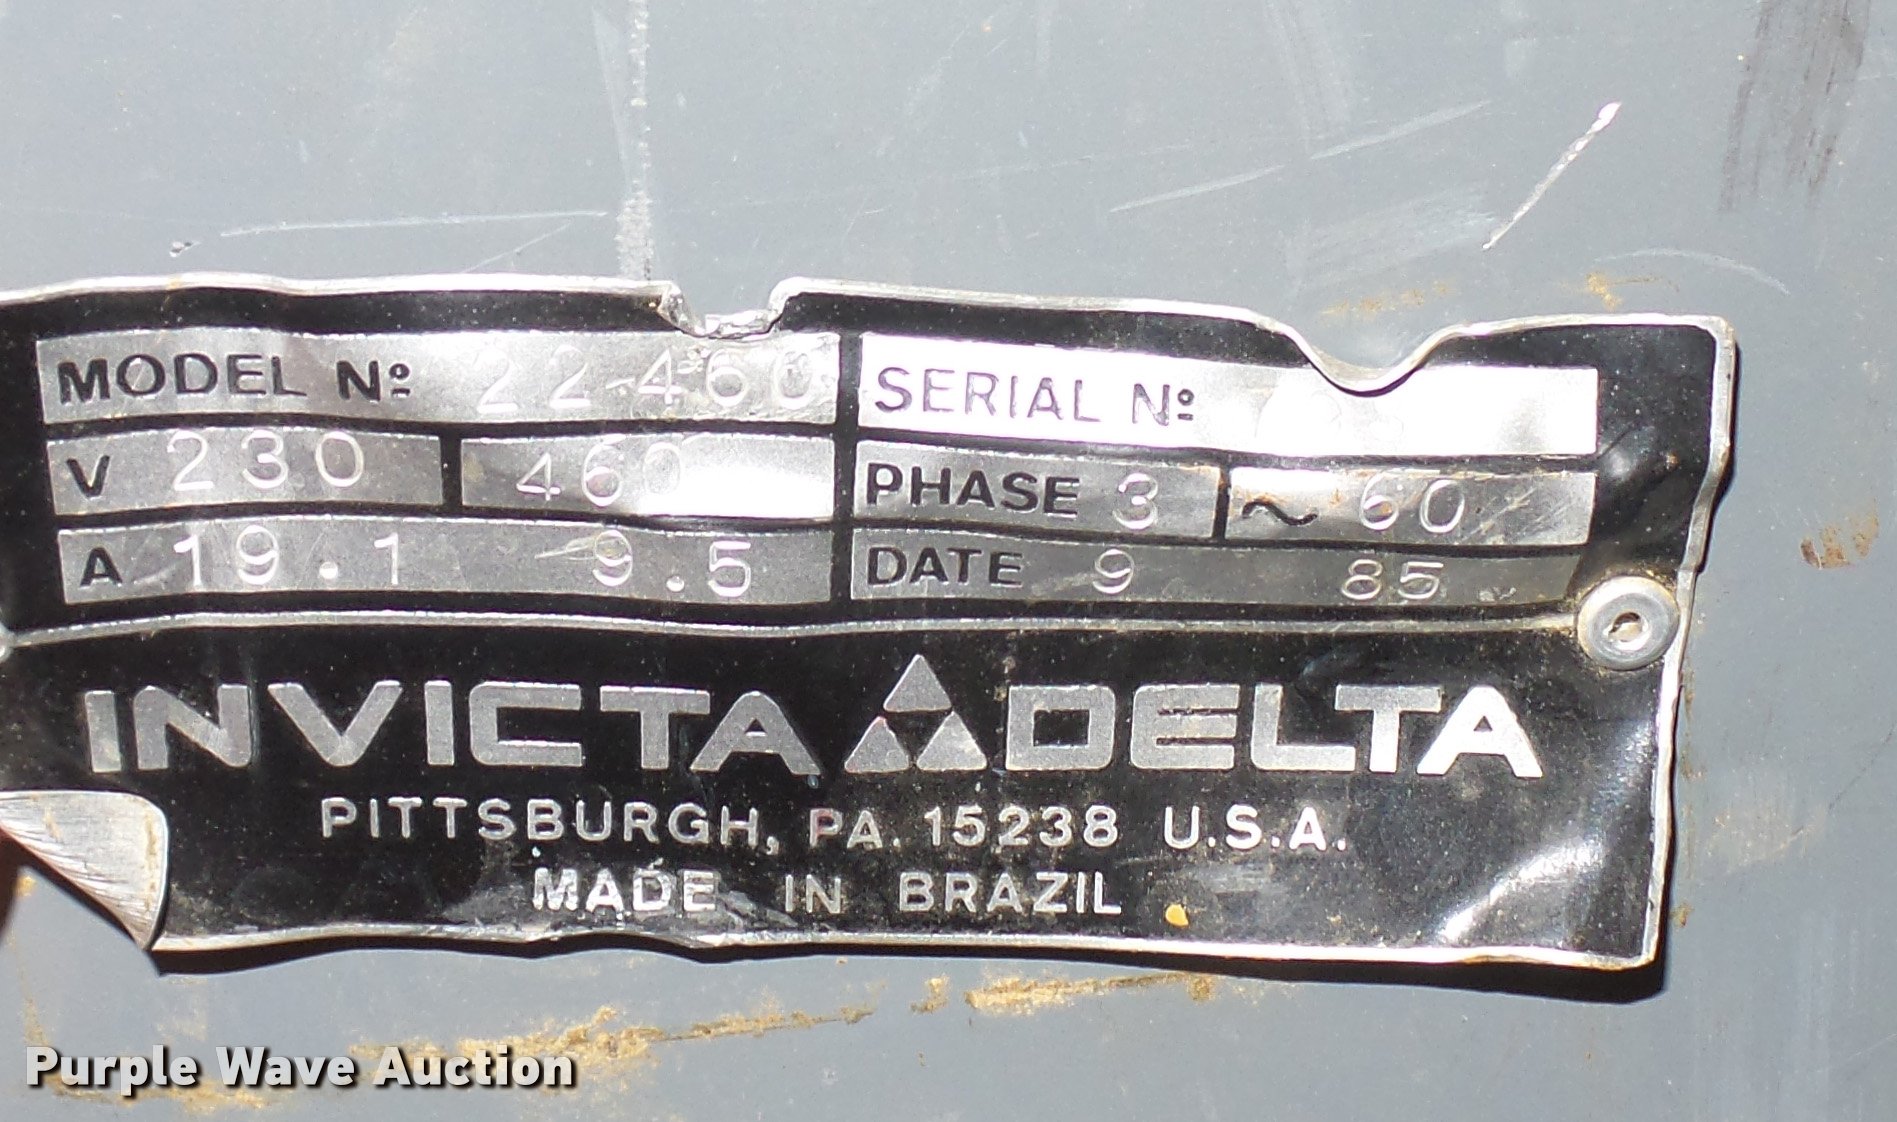 MODEL Nº 22-460 SERIAL Nº
V 230 460 PHASE 3 ~ 60
A 19.1 9.5 DATE 9 85
INVICTA DELTA
PITTSBURGH, PA. 15238 U.S.A.
MADE IN BRAZIL
Purple Wave Auction